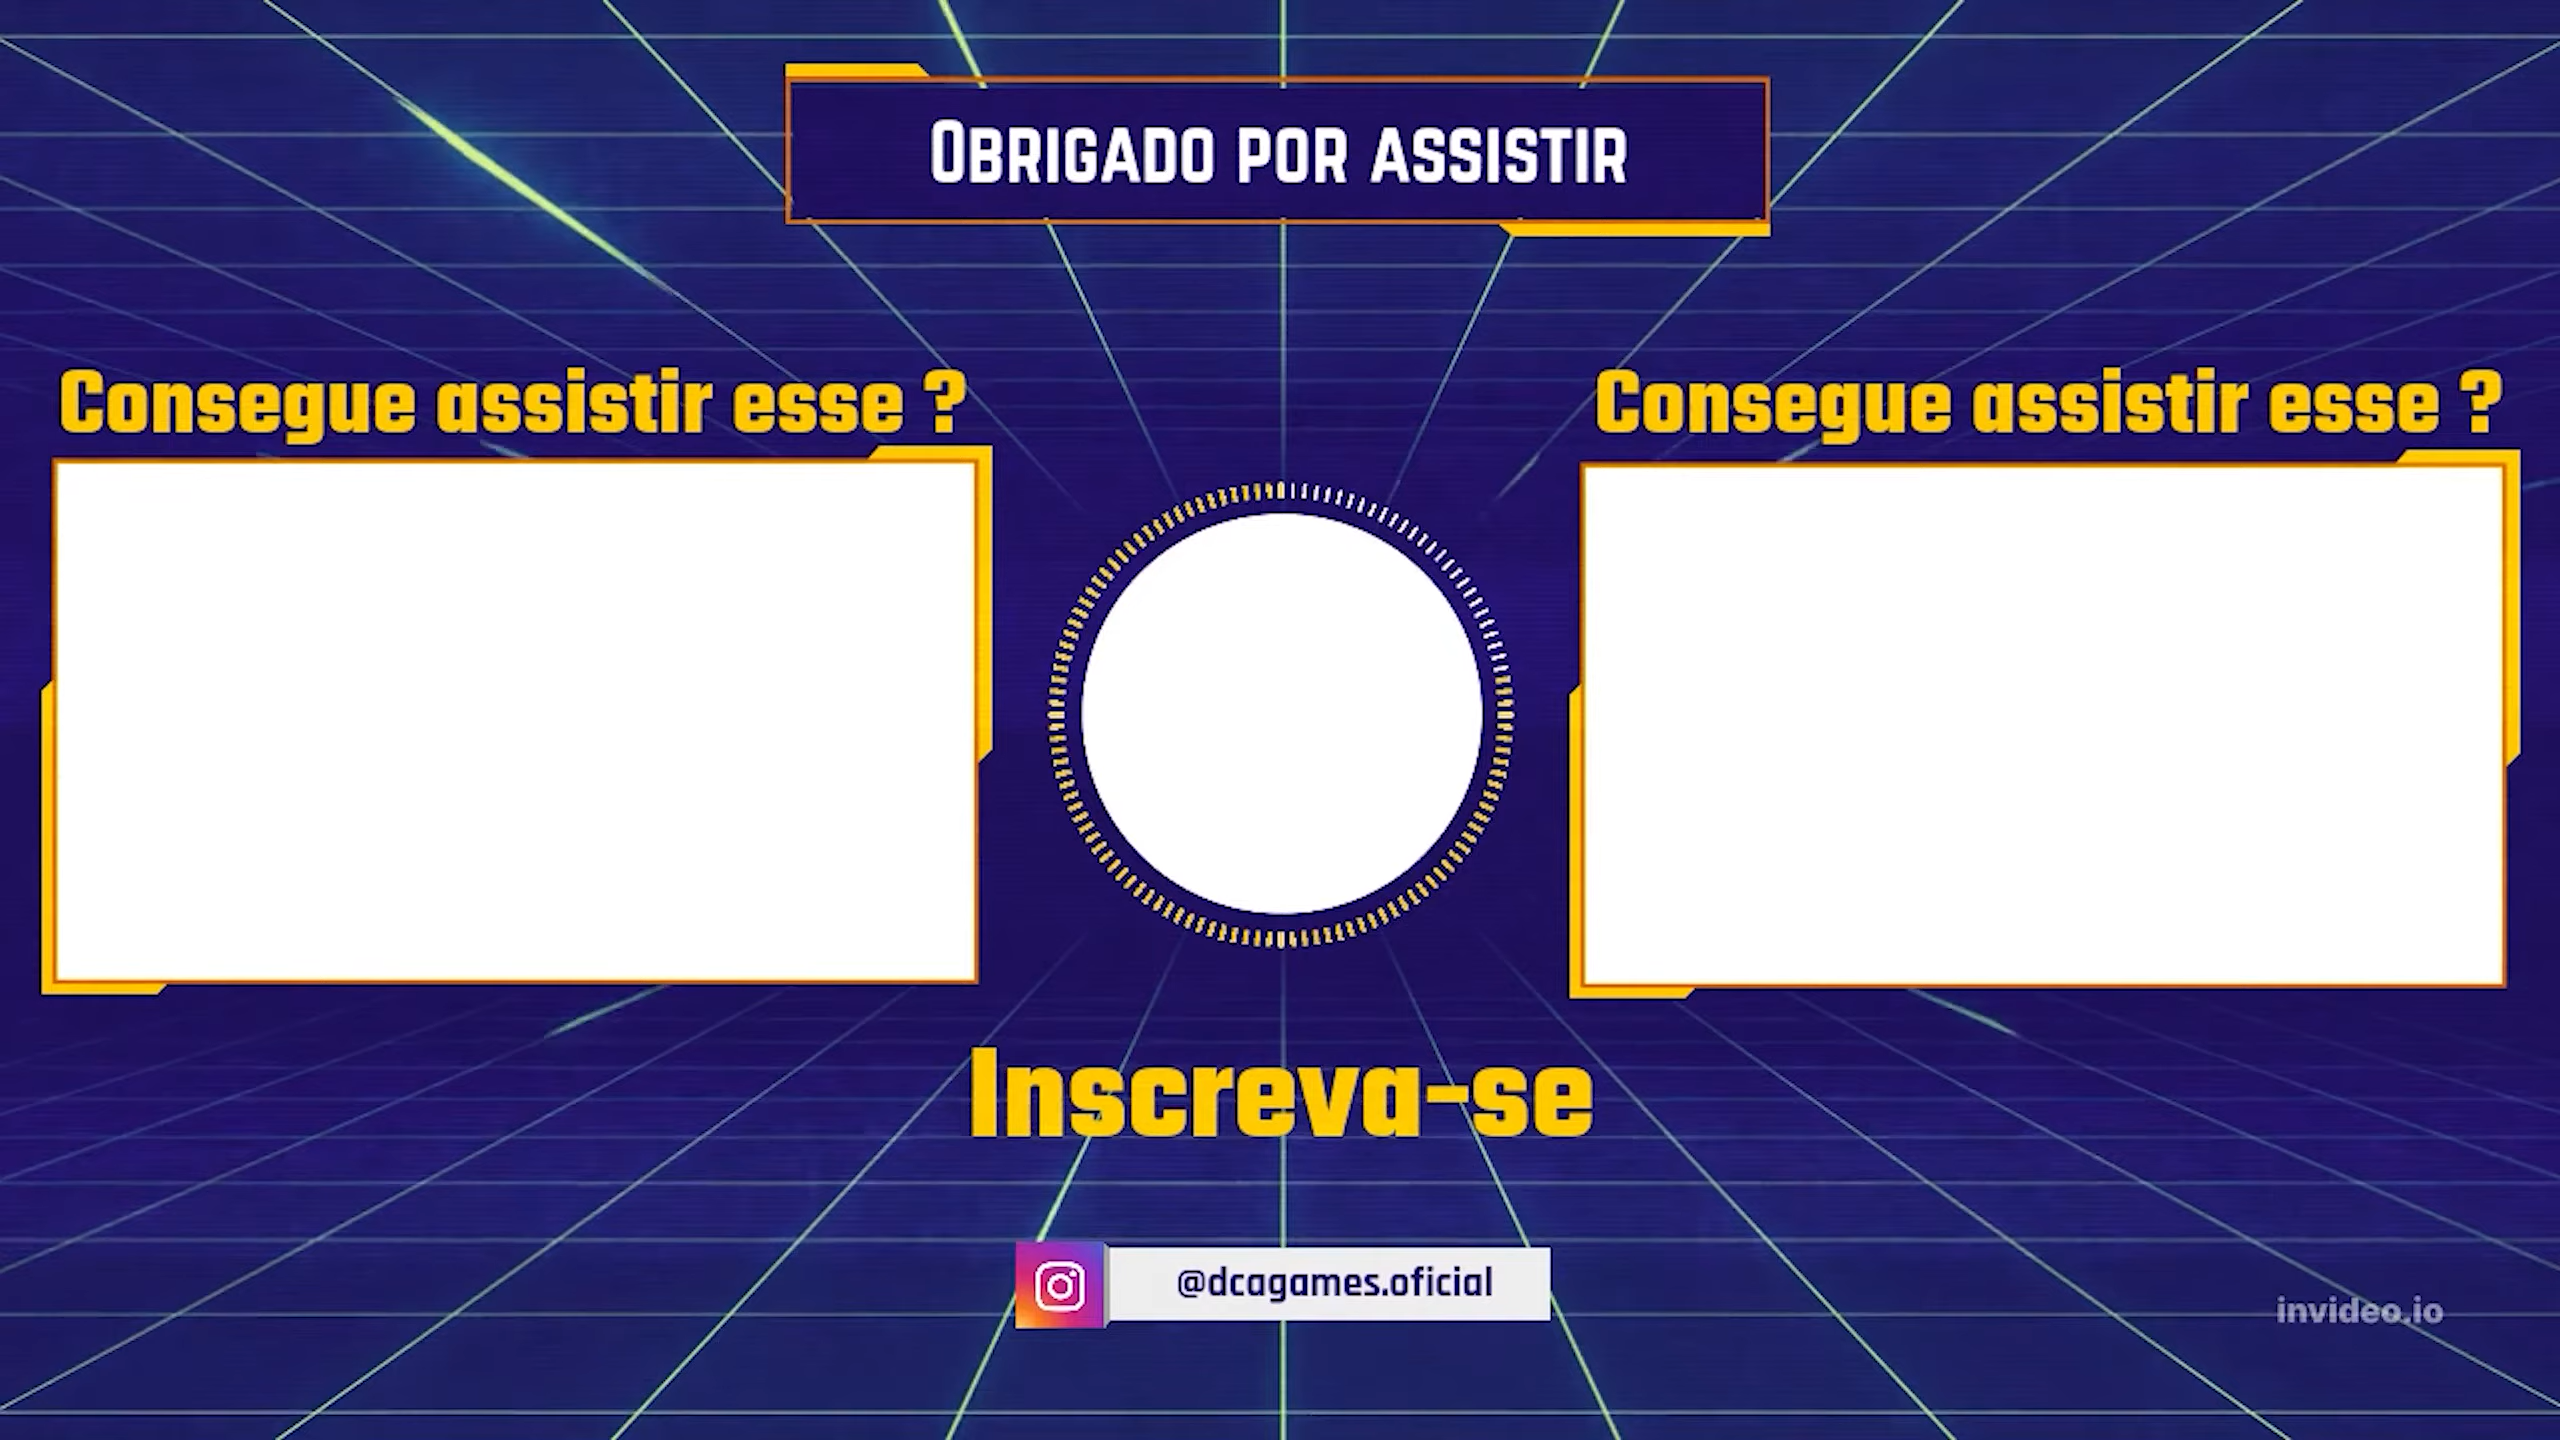 Obrigado por assistir
Consegue assistir esse ?
Consegue assistir esse ?
Inscreva-se
@dcagames.oficial
invideo.io